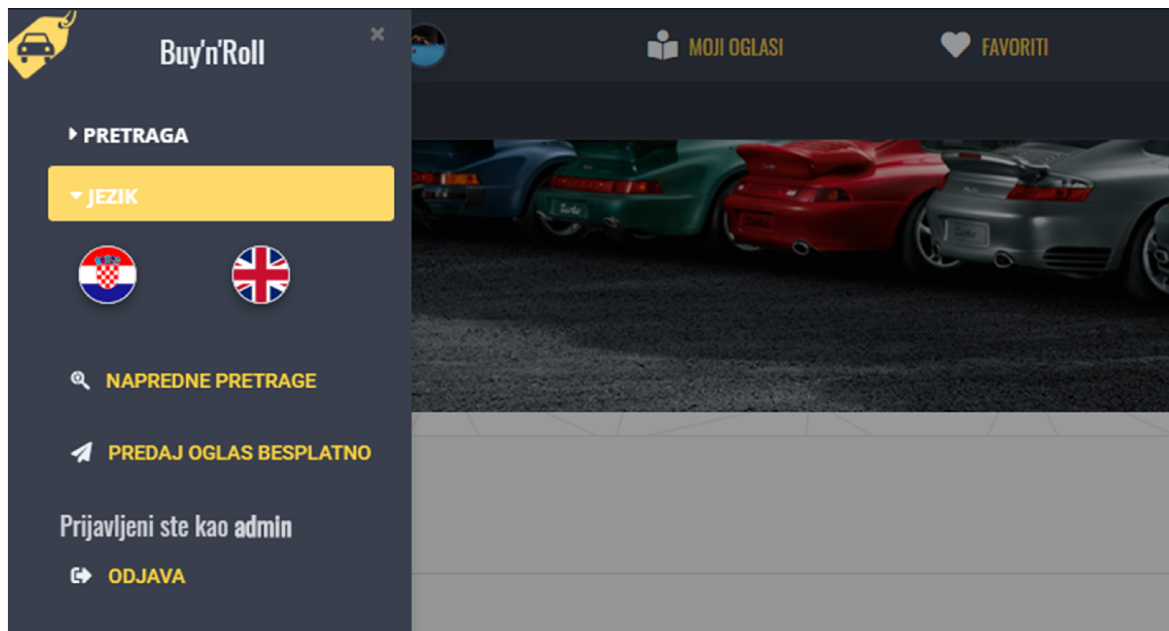 Buy'n'Roll
×
MOJI OGLASI
FAVORITI
PRETRAGA
JEZIK
NAPREDNE PRETRAGE
PREDAJ OGLAS BESPLATNO
Prijavljeni ste kao admin
ODJAVA